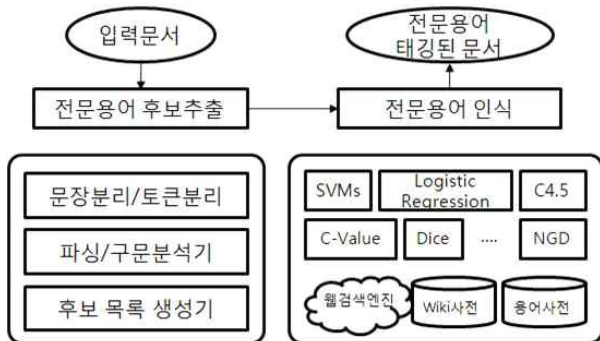 입력문서
전문용어
태깅된 문서
전문용어 후보추출
전문용어 인식
문장분리/토큰분리
파싱/구문분석기
후보 목록 생성기
SVMs
Logistic
Regression
C4.5
C-Value
Dice
....
NGD
웹검색엔진
Wiki사전
용어사전